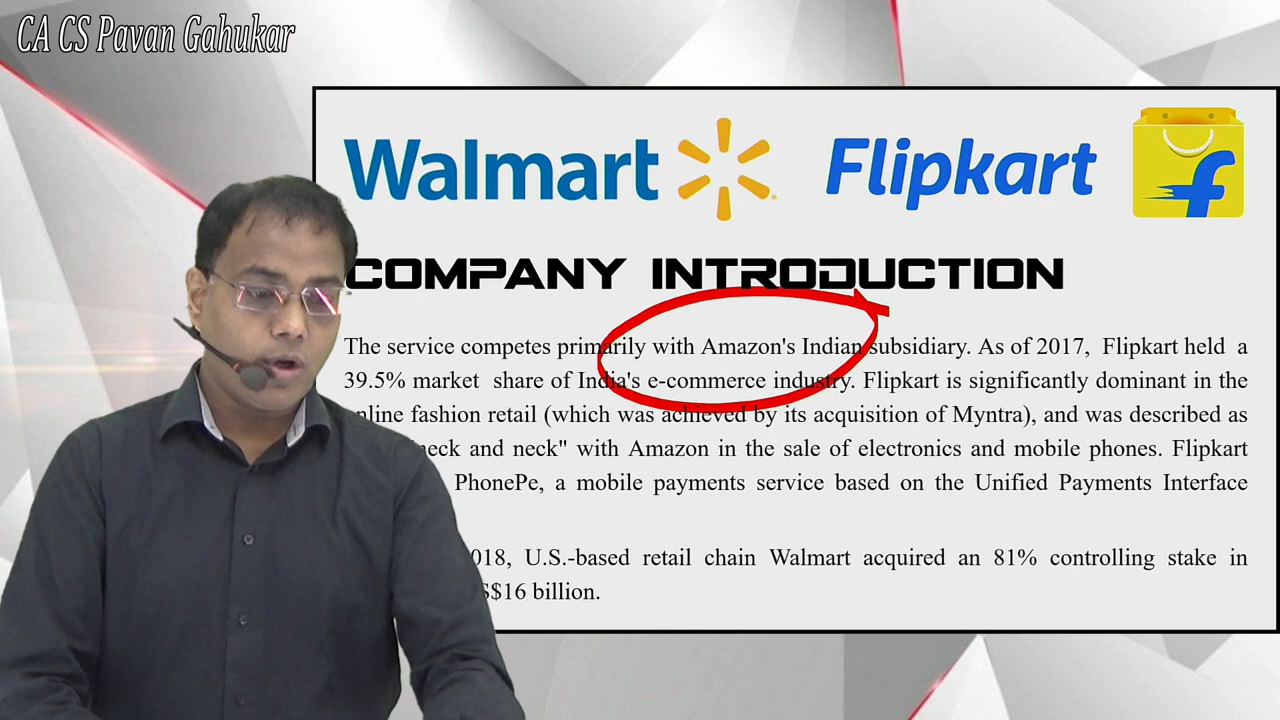 CA CS Pavan Gahukar
Walmart Flipkart f
COMPANY INTRODUCTION
The service competes primarily with Amazon's Indian subsidiary. As of 2017, Flipkart held a
39.5% market share of India's e-commerce industry. Flipkart is significantly dominant in the
online fashion retail (which was achieved by its acquisition of Myntra), and was described as
neck and neck" with Amazon in the sale of electronics and mobile phones. Flipkart
PhonePe, a mobile payments service based on the Unified Payments Interface
018, U.S.-based retail chain Walmart acquired an 81% controlling stake in
$16 billion.